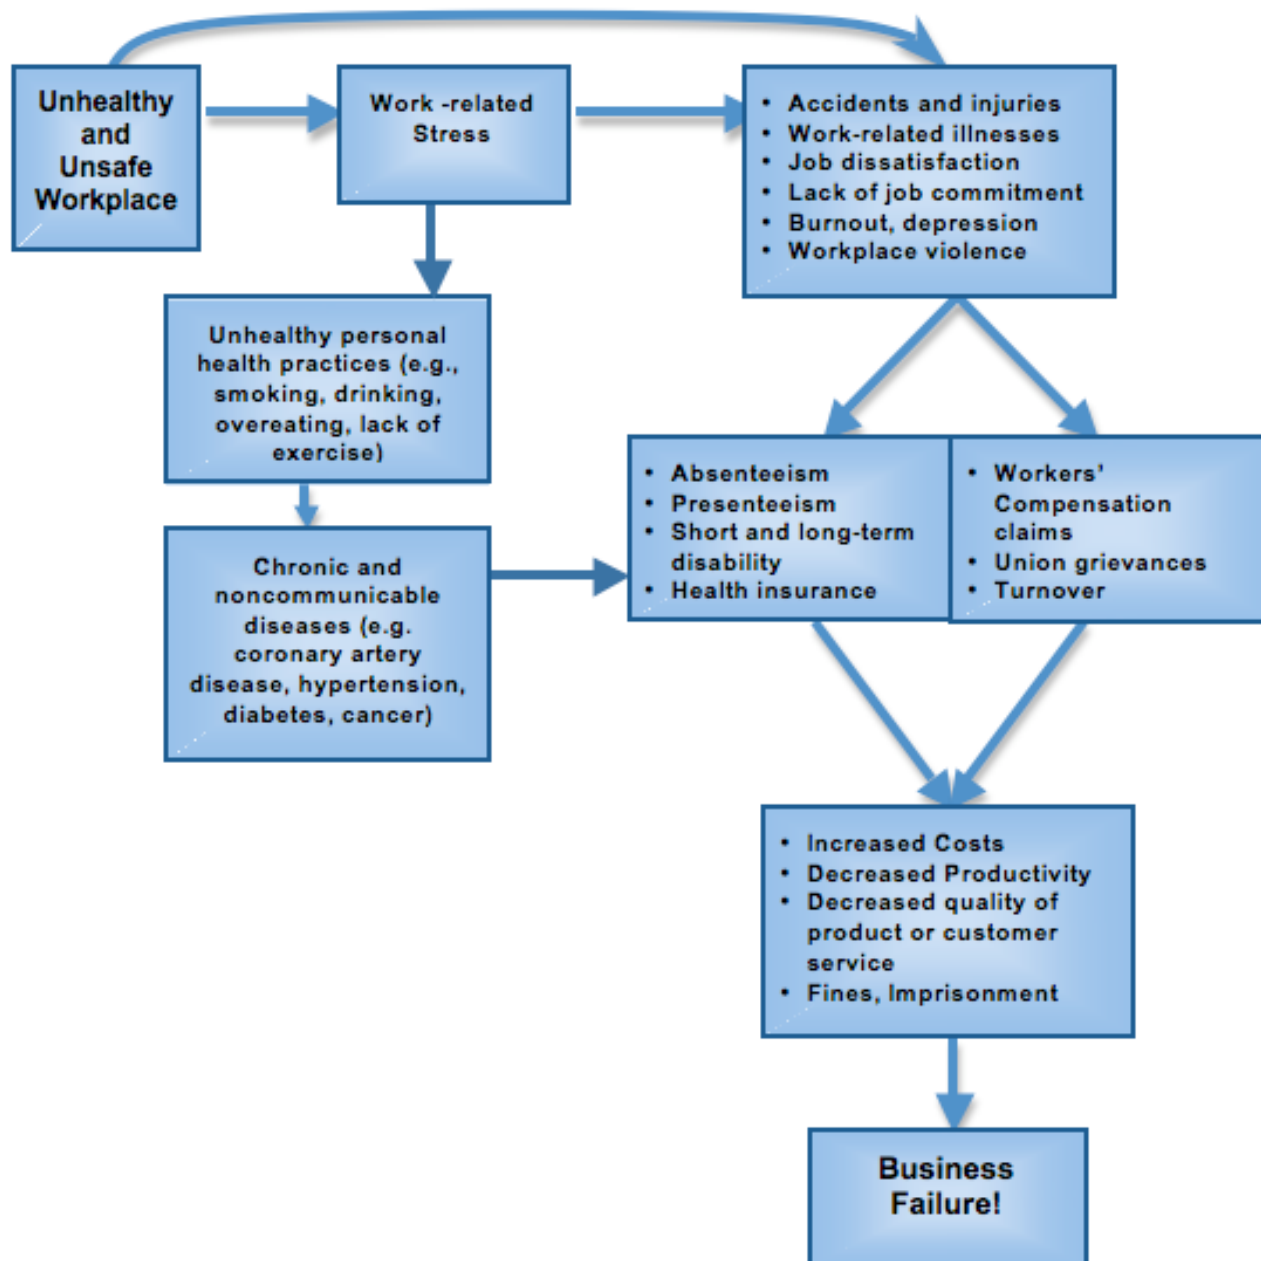 Unhealthy
and
Unsafe
Workplace
Work -related
Stress
• Accidents and injuries
• Work-related illnesses
• Job dissatisfaction
• Lack of job commitment
• Burnout, depression
• Workplace violence
Unhealthy personal
health practices (e.g.,
smoking, drinking,
overeating, lack of
exercise)
Chronic and
noncommunicable
diseases (e.g.
coronary artery
disease, hypertension,
diabetes, cancer)
• Absenteeism
• Presenteeism
• Short and long-term
disability
• Health insurance
• Workers'
Compensation
claims
• Union grievances
• Turnover
• Increased Costs
• Decreased Productivity
• Decreased quality of
product or customer
service
• Fines, Imprisonment
Business
Failure!